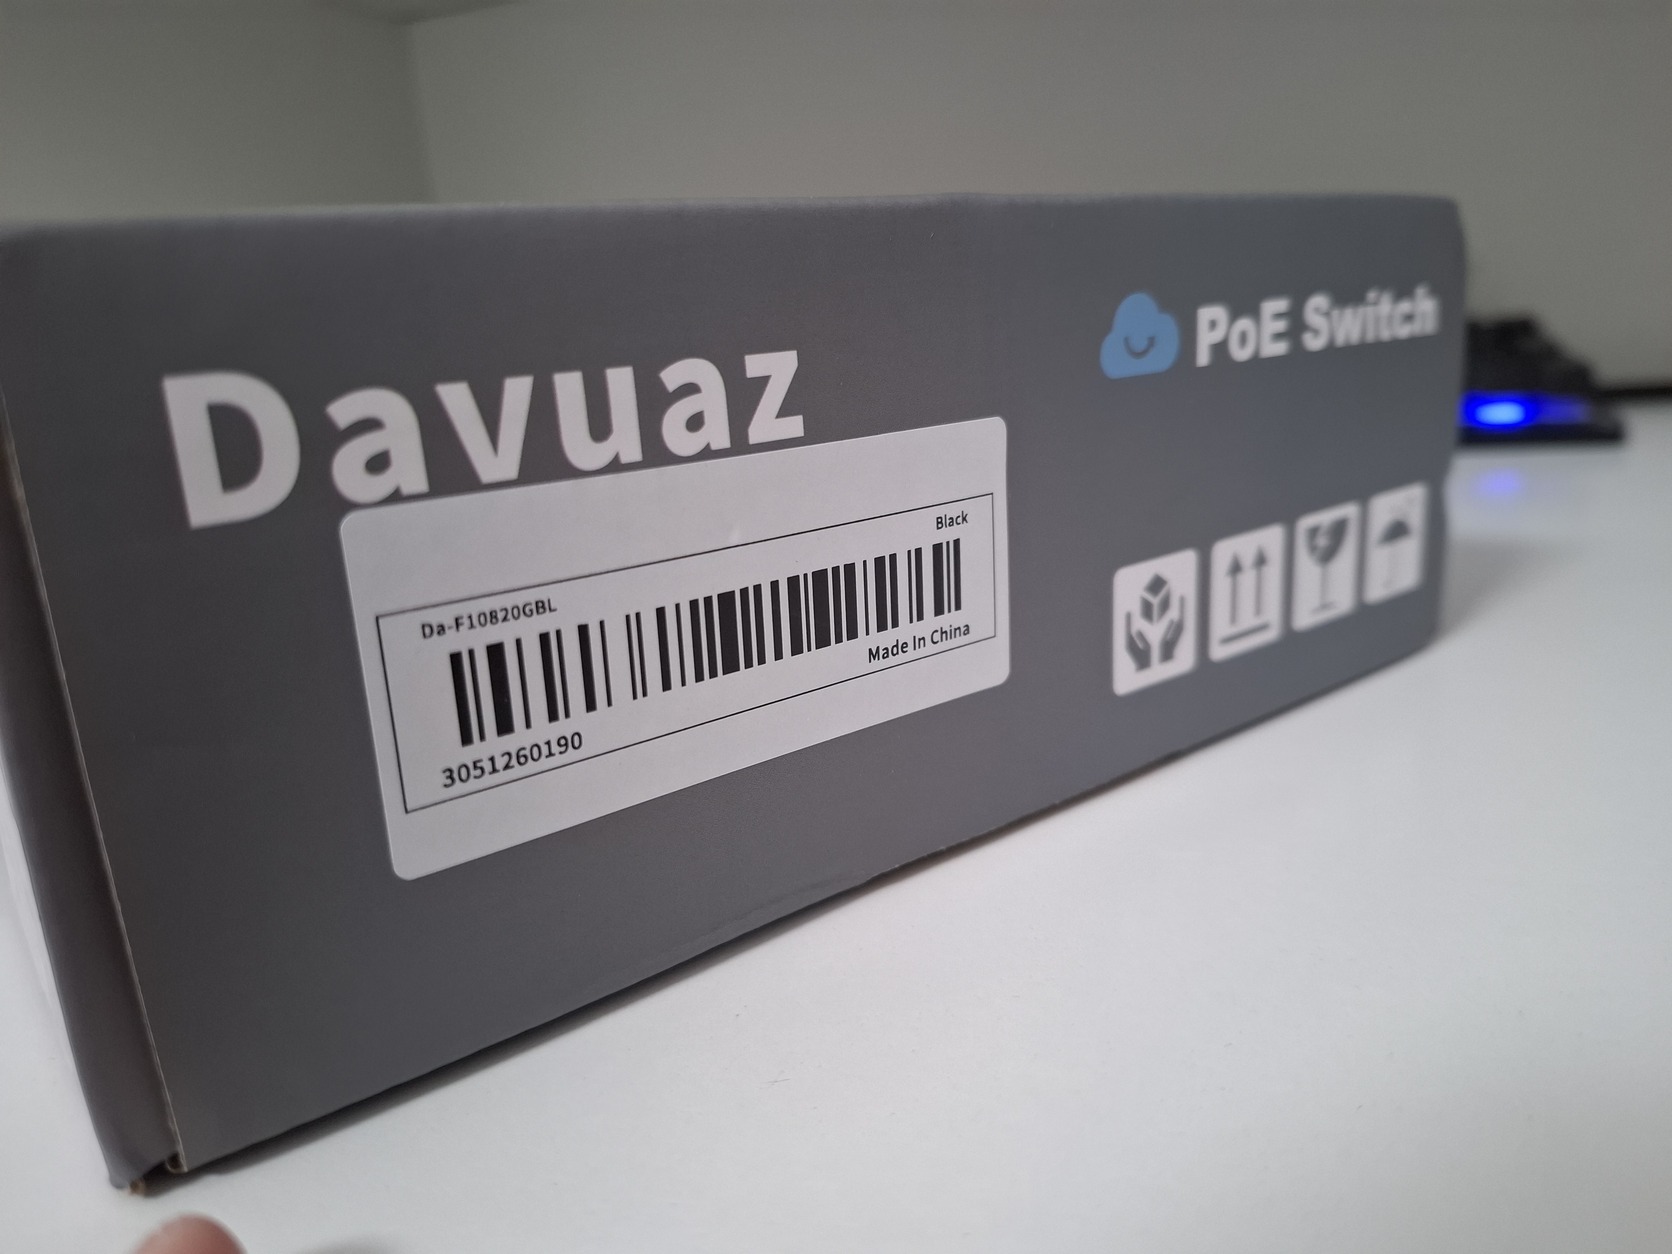 Davuaz
PoE Switch
Da-F10820GBL
Black
3051260190
Made In China